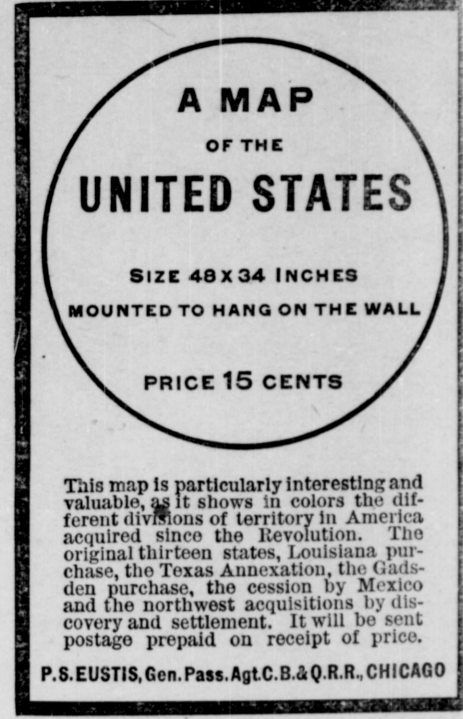 A MAP
OF THE
UNITED STATES
SIZE 48X34 INCHES
MOUNTED TO HANG ON THE WALL
PRICE 15 CENTS
This map is particularly interesting and
valuable, as it shows in colors the dif-
ferent divisions of territory in America
acquired since the Revolution. The
original thirteen states, Louisiana pur-
chase, the Texas Annexation, the Gads-
den purchase, the cession by Mexico
and the northwest acquisitions by dis-
covery and settlement. It will be sent
postage prepaid on receipt of price.
P.S.EUSTIS, Gen. Pass. Agt.C.B.&Q.R.R., CHICAGO